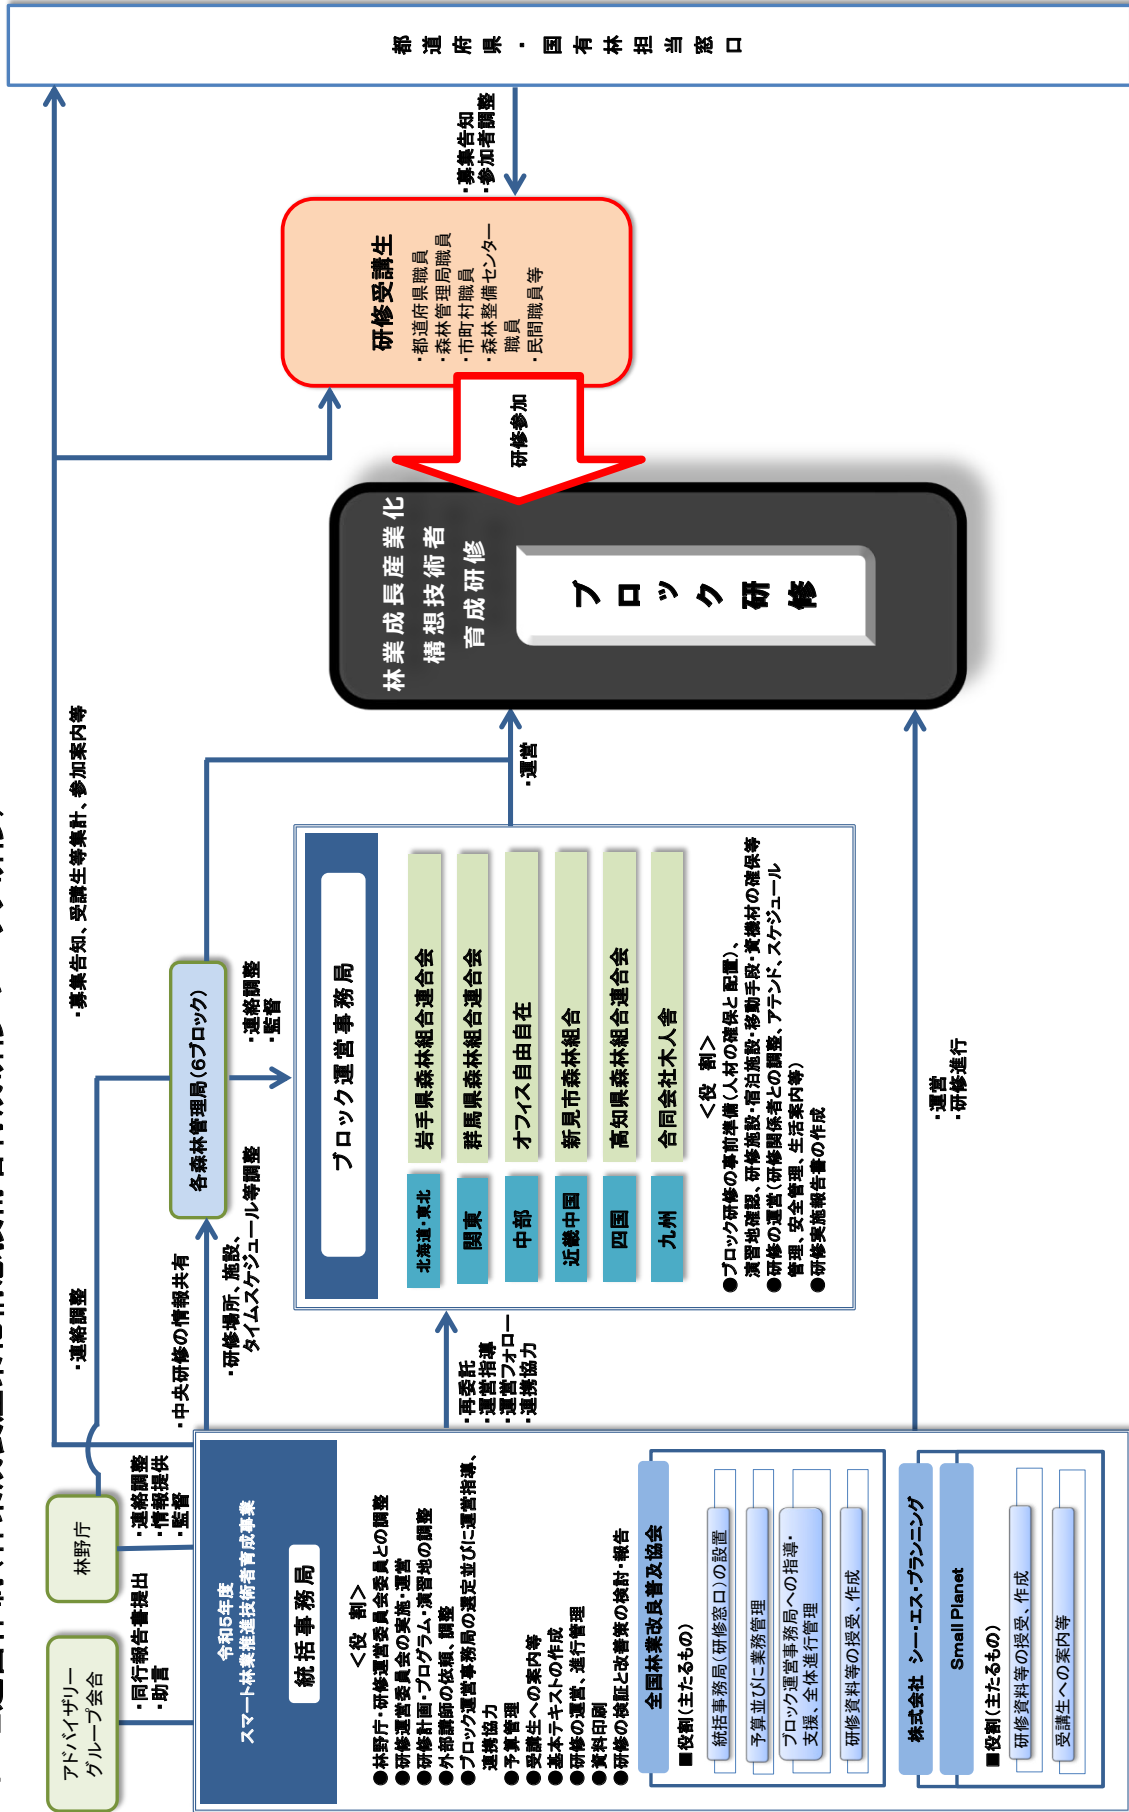 アドバイザリー
グループ会合
林野庁
・同行報告書提出
・助言
・連絡調整
・情報提供
・監督
・連絡調整
・中央研修の情報共有
・研修場所、施設、
タイムスケジュール等調整
各森林管理局(6ブロック)
・連絡調整
・監督
・募集告知、受講生等集計、参加案内等
令和5年度
スマート林業推進技術者育成事業
統括事務局
＜役 割＞
●林野庁・研修運営委員会委員との調整
●研修運営委員会の実施・運営
●研修計画・プログラム・演習地の調整
●外部講師の依頼、調整
●ブロック運営事務局の選定並びに運営指導、
連携協力
●予算管理
●受講生への案内等
●基本テキストの作成
●研修の運営、進行管理
●資料印刷
●研修の検証と改善策の検討・報告
全国林業改良普及協会
■役割(主たるもの)
統括事務局(研修窓口)の設置
予算並びに業務管理
ブロック運営事務局への指導・
支援、全体進行管理
研修資料等の授受、作成
株式会社 シー・エス・プランニング
Small Planet
■役割(主たるもの)
研修資料等の授受、作成
受講生への案内等
・再委託
・運営指導
・運営フォロー
・連携協力
ブロック運営事務局
北海道・東北
岩手県森林組合連合会
関東
群馬県森林組合連合会
中部
オフィス自由自在
近畿中国
新見市森林組合
四国
高知県森林組合連合会
九州
合同会社木人舎
＜役 割＞
●ブロック研修の事前準備(人材の確保と配置)、
演習地確認、研修施設・宿泊施設・移動手段・資機材の確保等
●研修の運営(研修関係者との調整、アテンド、スケジュール
管理、安全管理、生活案内等)
●研修実施報告書の作成
・運営
・運営
・研修進行
林業成長産業化
構想技術者
育成研修
ブロック研修
研修参加
研修受講生
・都道府県職員
・森林管理局職員
・市町村職員
・森林整備センター
職員
・民間職員等
・募集告知
・参加者調整
都道府県・国有林担当窓口